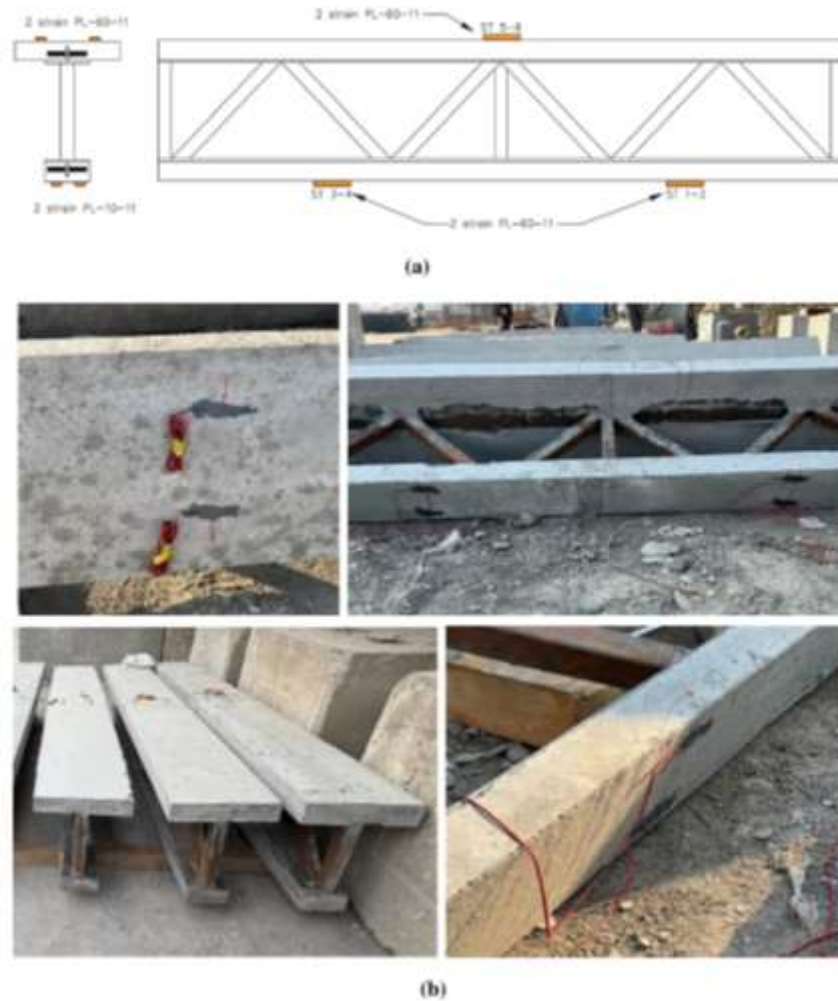 2 strain PL-60-11
2 strain PL-60-11
ST 5-6
2 strain PL-10-11
ST 3-4
ST 1-2
2 strain PL-60-11
(a)
(b)